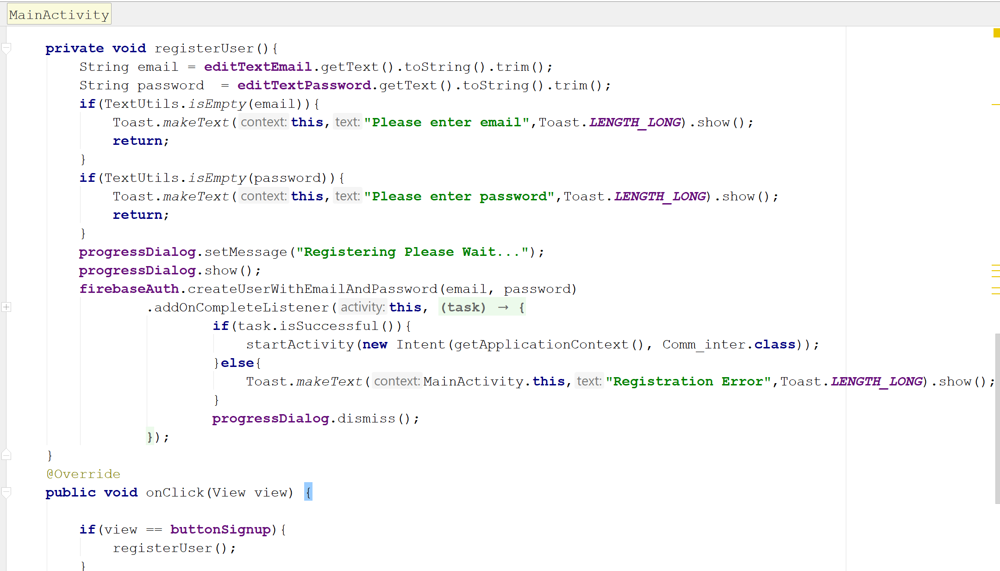 MainActivity
private void registerUser(){
String email = editTextEmail.getText().toString().trim();
String password  = editTextPassword.getText().toString().trim();
if(TextUtils.isEmpty(email)){
Toast.makeText( context: this, text: "Please enter email",Toast.LENGTH_LONG).show();
return;
}
if(TextUtils.isEmpty(password)){
Toast.makeText( context: this, text: "Please enter password",Toast.LENGTH_LONG).show();
return;
}
progressDialog.setMessage("Registering Please Wait...");
progressDialog.show();
firebaseAuth.createUserWithEmailAndPassword(email, password)
.addOnCompleteListener( activity: this, (task) → {
if(task.isSuccessful()){
startActivity(new Intent(getApplicationContext(), Comm_inter.class));
}else{
Toast.makeText( context: MainActivity.this, text: "Registration Error",Toast.LENGTH_LONG).show();
}
progressDialog.dismiss();
});
}
@Override
public void onClick(View view) {
if(view == buttonSignup){
registerUser();
}